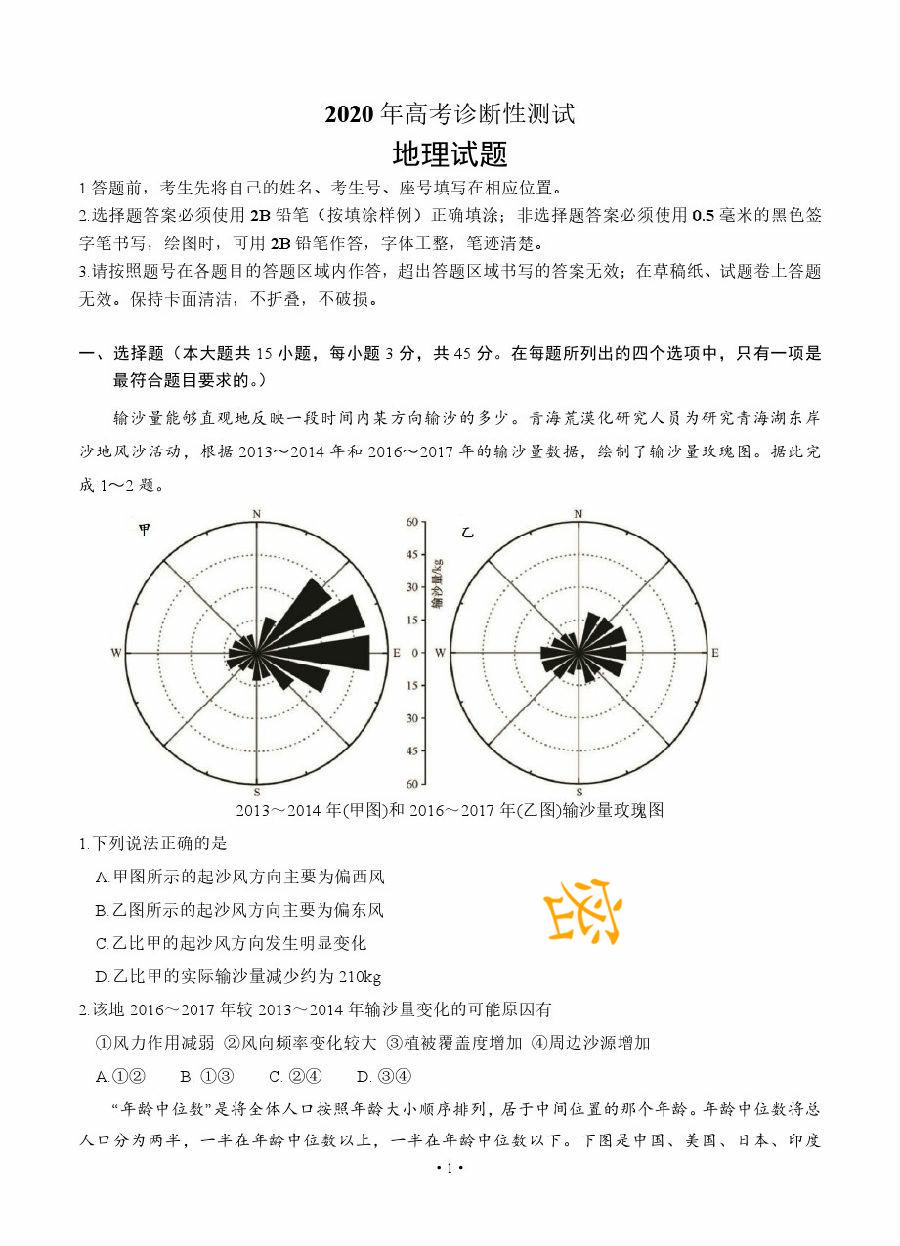 2020 年高考诊断性测试
地理试题
1 答题前，考生先将自己的姓名、考生号、座号填写在相应位置。
2.选择题答案必须使用 2B 铅笔（按填涂样例）正确填涂；非选择题答案必须使用 0.5 毫米的黑色签
字笔书写，绘图时，可用 2B 铅笔作答，字体工整，笔迹清楚。
3.请按照题号在各题目的答题区域内作答，超出答题区域书写的答案无效；在草稿纸、试题卷上答题
无效。保持卡面清洁，不折叠，不破损。
一、选择题（本大题共 15 小题，每小题 3 分，共 45 分。在每题所列出的四个选项中，只有一项是
最符合题目要求的。）
输沙量能够直观地反映一段时间内某方向输沙的多少。青海荒漠化研究人员为研究青海湖东岸
沙地风沙活动，根据 2013～2014 年和 2016～2017 年的输沙量数据，绘制了输沙量玫瑰图。据此完
成 1～2 题。
甲
N
W
E
S
60
45
30
15
0
15
30
45
60
输沙量/kg
乙
N
W
E
S
2013～2014 年(甲图)和 2016～2017 年(乙图)输沙量玫瑰图
1.下列说法正确的是
A.甲图所示的起沙风方向主要为偏西风
B.乙图所示的起沙风方向主要为偏东风
C.乙比甲的起沙风方向发生明显变化
D.乙比甲的实际输沙量减少约为 210kg
密
2.该地 2016～2017 年较 2013～2014 年输沙量变化的可能原因有
①风力作用减弱 ②风向频率变化较大 ③植被覆盖度增加 ④周边沙源增加
A.①② B ①③ C. ②④ D. ③④
“年龄中位数”是将全体人口按照年龄大小顺序排列，居于中间位置的那个年龄。年龄中位数将总
人口分为两半，一半在年龄中位数以上，一半在年龄中位数以下。下图是中国、美国、日本、印度
·1·